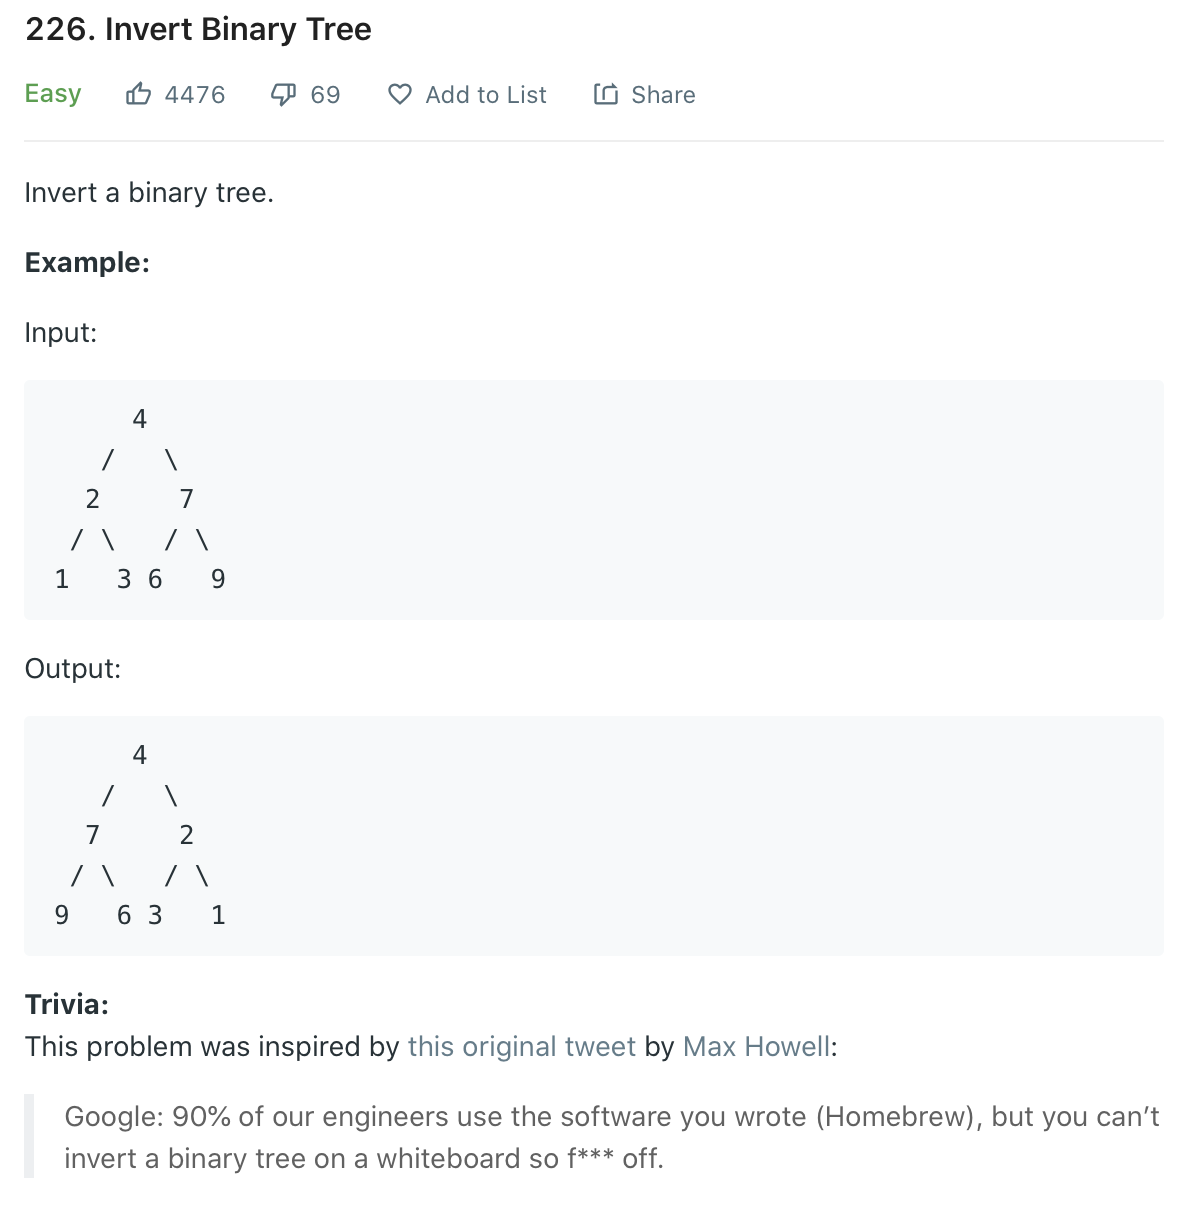 226. Invert Binary Tree
Easy 4476 69 Add to List Share
Invert a binary tree.
Example:
Input:
     4
   /   \
  2     7
 / \   / \
1   3 6   9
Output:
     4
   /   \
  7     2
 / \   / \
9   6 3   1
Trivia:
This problem was inspired by this original tweet by Max Howell:
Google: 90% of our engineers use the software you wrote (Homebrew), but you can’t
invert a binary tree on a whiteboard so f*** off.